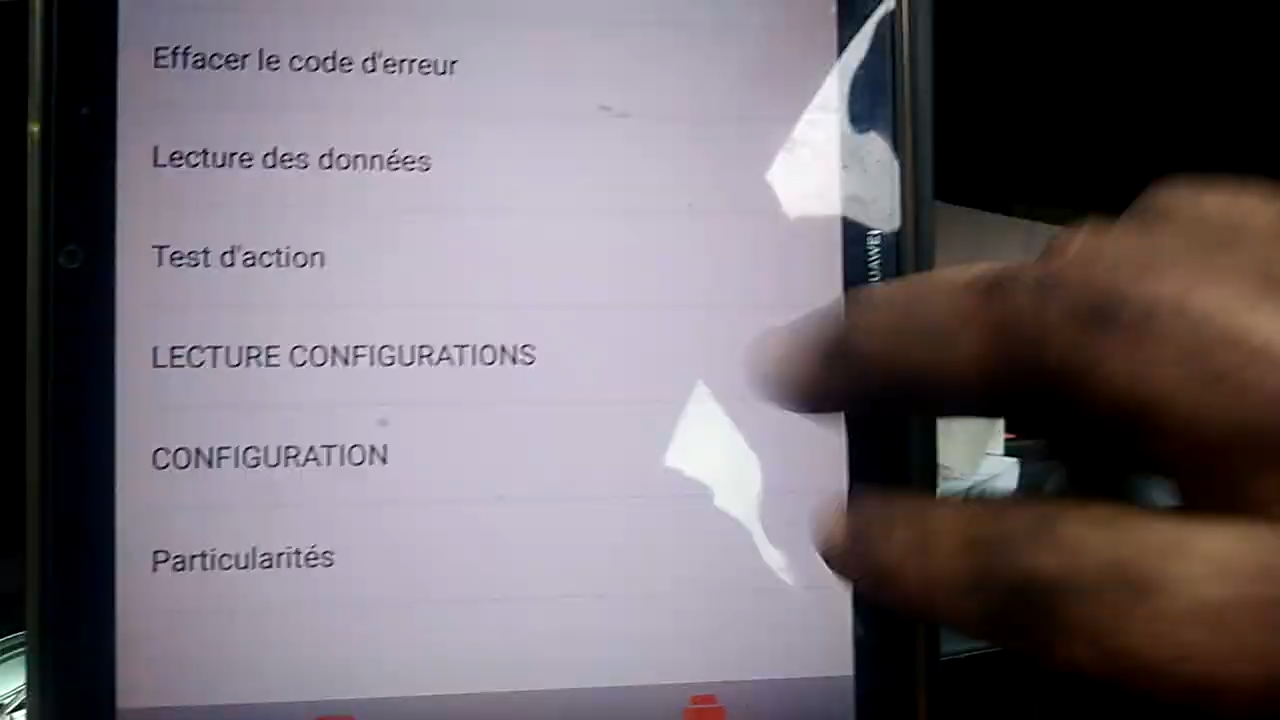 Effacer le code d'erreur
Lecture des données
Test d'action
LECTURE CONFIGURATIONS
CONFIGURATION
Particularités